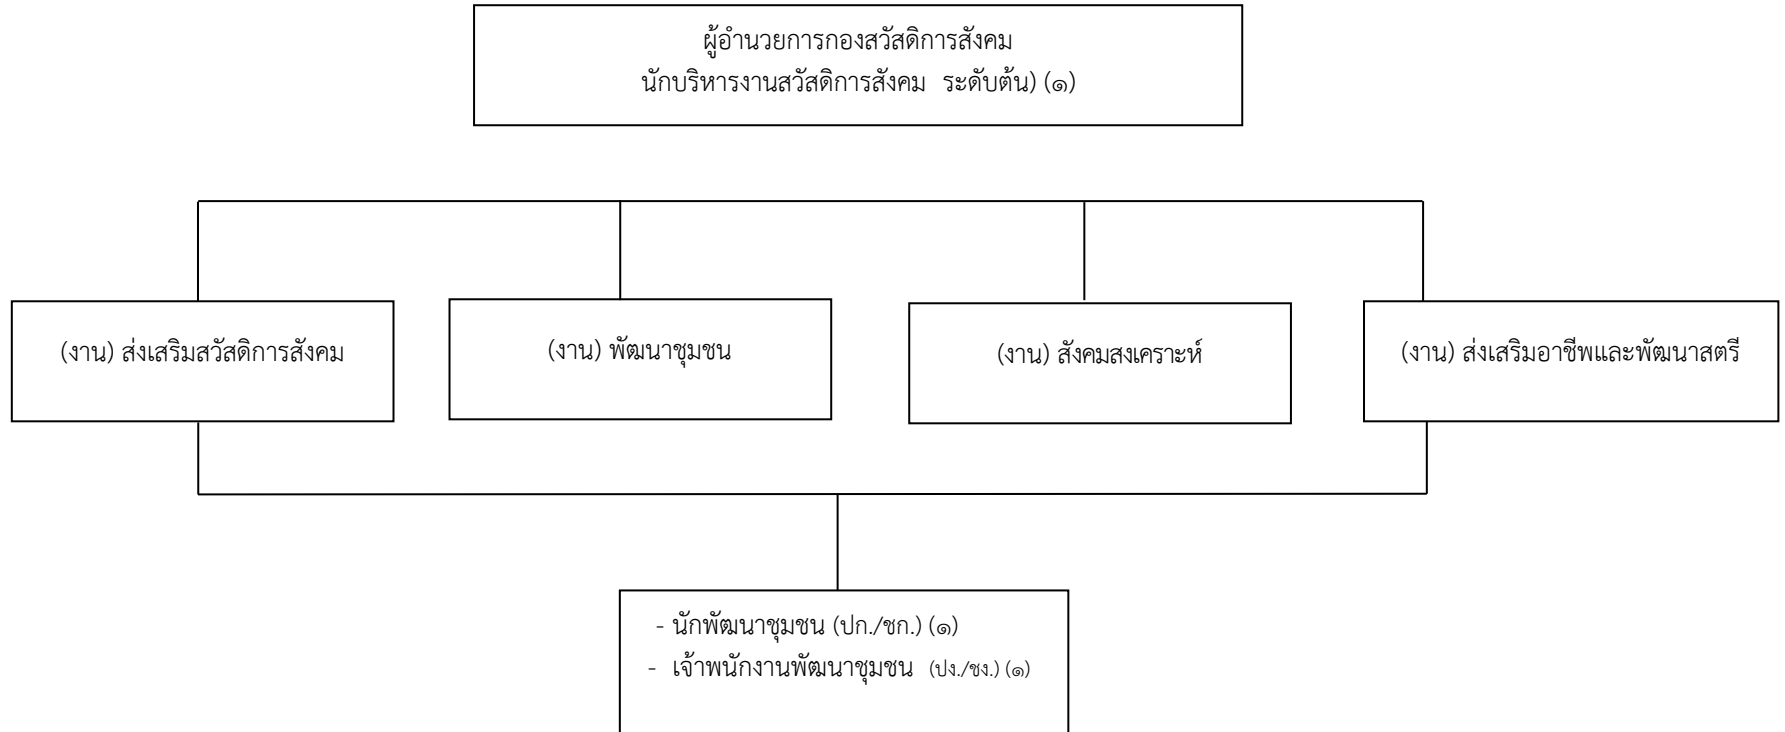 ผู้อำนวยการกองสวัสดิการสังคม
นักบริหารงานสวัสดิการสังคม ระดับต้น) (๑)
(งาน) ส่งเสริมสวัสดิการสังคม
(งาน) พัฒนาชุมชน
(งาน) สังคมสงเคราะห์
(งาน) ส่งเสริมอาชีพและพัฒนาสตรี
- นักพัฒนาชุมชน (ปก./ชก.) (๑)
- เจ้าพนักงานพัฒนาชุมชน (ปง./ชง.) (๑)